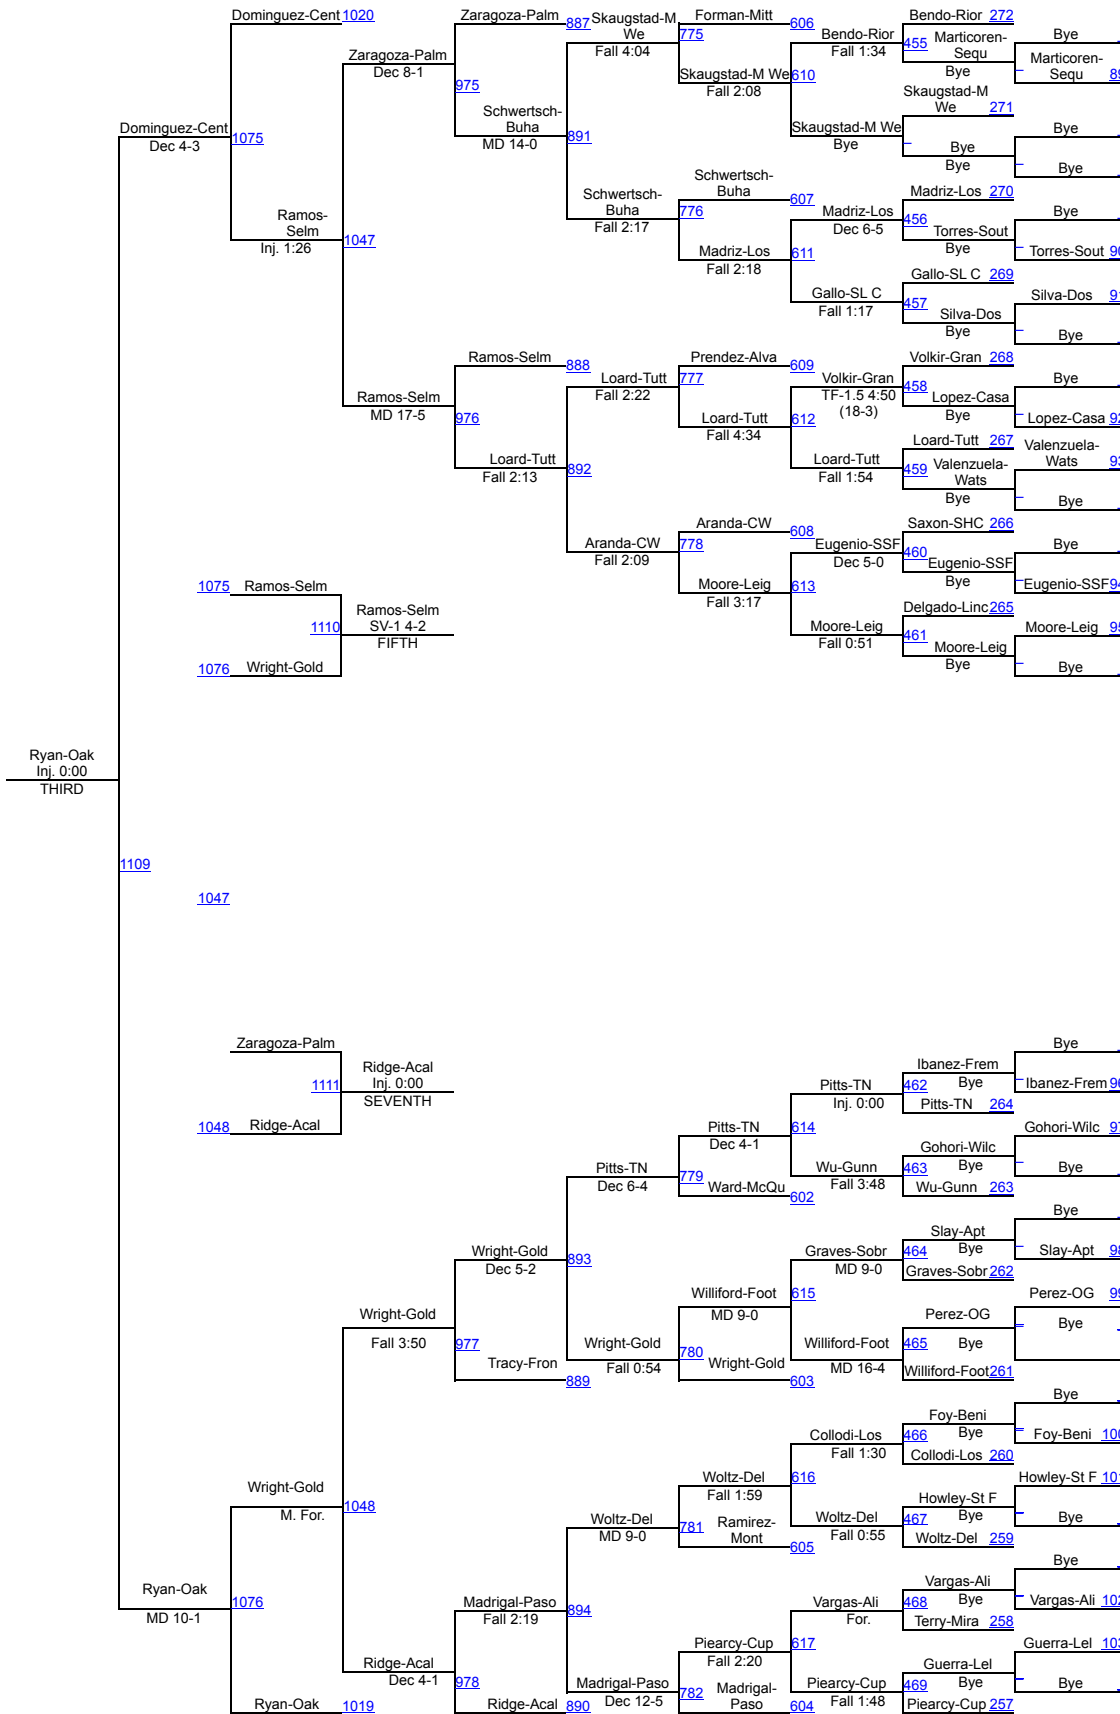 Dominguez-Cent 1020
Zaragoza-Palm 887
Skaugstad-M
We
Fall 4:04
Forman-Mitt 606
Bendo-Rior 272
775
Bendo-Rior
Fall 1:34
455
Marticoren-
Sequ
Bye
Bye
Marticoren-
Sequ
Zaragoza-Palm
Dec 8-1
975
Skaugstad-M We 610
Fall 2:08
Skaugstad-M
We 271
Schwertsch-
Buha
MD 14-0
891
Skaugstad-M We
Bye
Bye
Bye
Bye
Bye
Dominguez-Cent
Dec 4-3
1075
Schwertsch-
Buha 607
Schwertsch-
Buha
Fall 2:17
776
Madriz-Los 270
Madriz-Los
Dec 6-5
456
Torres-Sout
Bye
Bye
Torres-Sout
Ramos-
Selm
Inj. 1:26
1047
Madriz-Los
Fall 2:18
611
Gallo-SL C 269
Gallo-SL C
Fall 1:17
457
Silva-Dos
Bye
Silva-Dos
Bye
Ramos-Selm 888
Prendez-Alva 609
Volkir-Gran 268
Loard-Tutt
Fall 2:22
777
Volkir-Gran
TF-1.5 4:50
(18-3)
458
Lopez-Casa
Bye
Bye
Lopez-Casa
Ramos-Selm
MD 17-5
976
Loard-Tutt
Fall 4:34
612
Loard-Tutt 267
Loard-Tutt
Fall 2:13
892
Loard-Tutt
Fall 1:54
459
Valenzuela-
Wats
Bye
Valenzuela-
Wats
Bye
Aranda-CW 608
Saxon-SHC 266
Aranda-CW
Fall 2:09
778
Eugenio-SSF
Dec 5-0
460
Eugenio-SSF
Bye
Bye
Eugenio-SSF
Moore-Leig
Fall 3:17
613
Delgado-Linc 265
Moore-Leig
Fall 0:51
461
Moore-Leig
Bye
Moore-Leig
Bye
1075 Ramos-Selm
1110
Ramos-Selm
SV-1 4-2
FIFTH
1076 Wright-Gold
Ryan-Oak
Inj. 0:00
THIRD
1109
1047
Zaragoza-Palm
1111
Ridge-Acal
Inj. 0:00
SEVENTH
1048 Ridge-Acal
Ibanez-Frem
Bye
Pitts-TN 264
Bye
Ibanez-Frem
Pitts-TN
Inj. 0:00
462
Pitts-TN
Dec 4-1
614
Gohori-Wilc
Bye
Wu-Gunn 263
Gohori-Wilc
Bye
Wu-Gunn
Fall 3:48
463
Pitts-TN
Dec 6-4
779
Ward-McQu 602
Wright-Gold
Dec 5-2
893
Graves-Sobr
MD 9-0
464
Slay-Apt
Bye
Graves-Sobr 262
Bye
Slay-Apt
Williford-Foot
MD 9-0
615
Perez-OG
Bye
Williford-Foot 261
Perez-OG
Bye
Williford-Foot
MD 16-4
465
Wright-Gold
Fall 3:50
977
Wright-Gold
Fall 0:54
780
Wright-Gold 603
Tracy-Fron 889
Collodi-Los
Fall 1:30
466
Foy-Beni
Bye
Collodi-Los 260
Bye
Foy-Beni
Wright-Gold
M. For.
1048
Woltz-Del
Fall 1:59
616
Howley-St F
Bye
Woltz-Del 259
Howley-St F
Bye
Woltz-Del
Fall 0:55
467
Woltz-Del
MD 9-0
781
Ramirez-
Mont 605
Ryan-Oak
MD 10-1
1076
Madrigal-Paso
Fall 2:19
894
Vargas-Ali
For.
468
Vargas-Ali
Bye
Terry-Mira 258
Bye
Vargas-Ali
Piearcy-Cup
Fall 2:20
617
Guerra-Lel
Bye
Piearcy-Cup 257
Guerra-Lel
Bye
Piearcy-Cup
Fall 1:48
469
Ridge-Acal
Dec 4-1
978
Madrigal-Paso
Dec 12-5
782
Madrigal-
Paso 604
Ryan-Oak 1019
Ridge-Acal 890